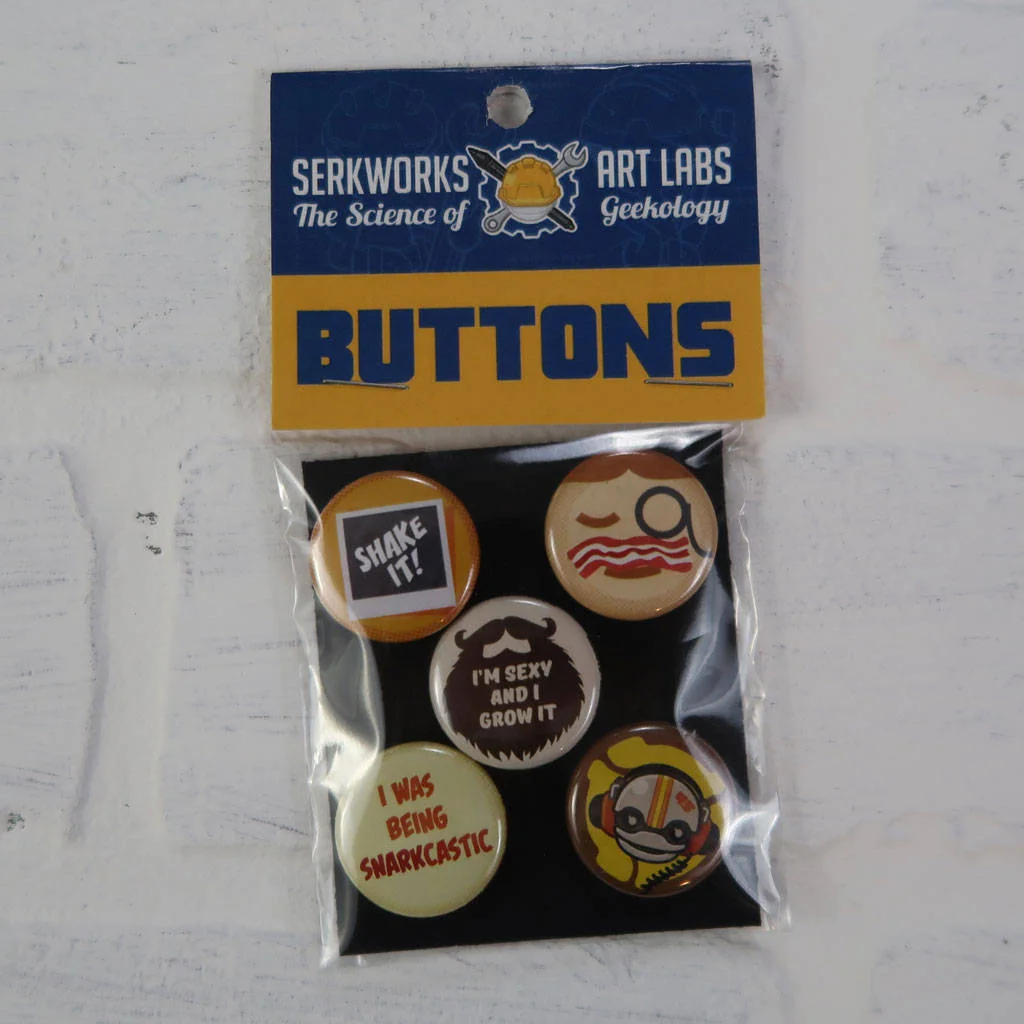 SERKWORKS ART LABS
The Science of Geekology
BUTTONS
SHAKE
IT!
I'M SEXY
AND I
GROW IT
I WAS
BEING
SNARKCASTIC